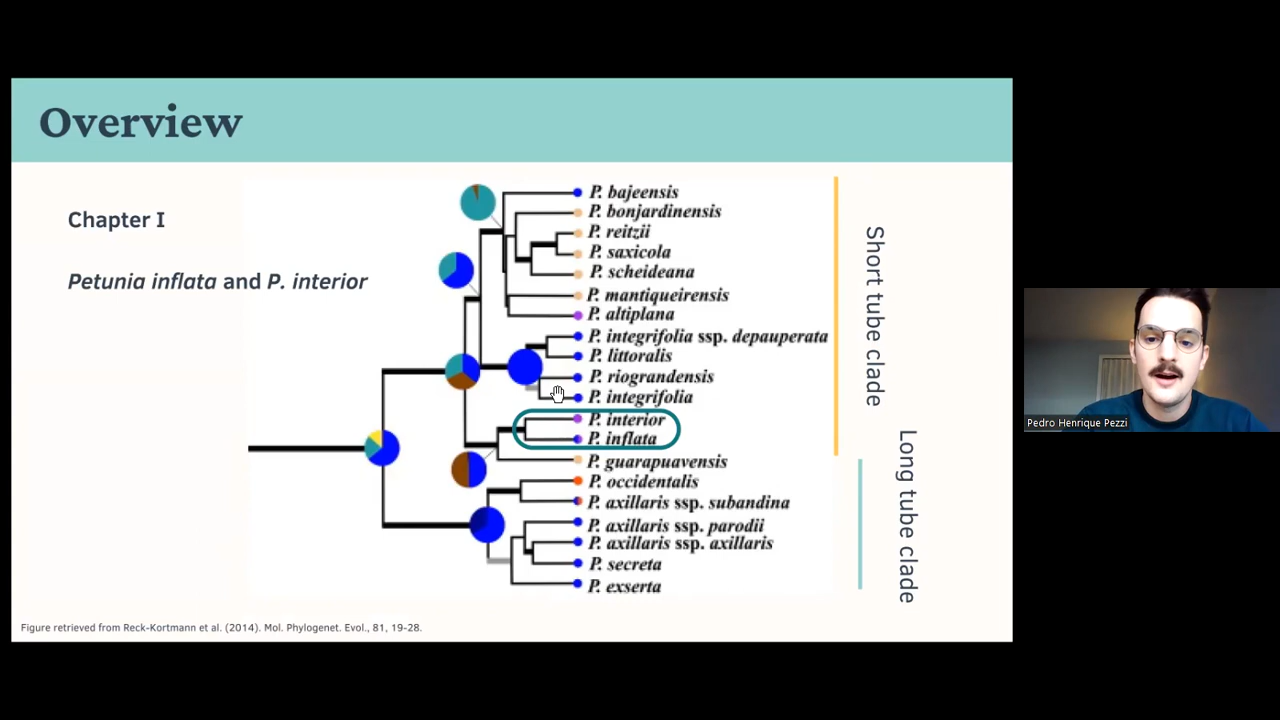 Overview
Chapter I
Petunia inflata and P. interior
P. bajeensis
P. bonjardinensis
P. reitzii
P. saxicola
P. scheideana
P. mantiqueirensis
P. altiplana
P. integrifolia ssp. depauperata
P. littoralis
P. riograndensis
P. integrifolia
P. interior
P. inflata
P. guarapuavensis
P. occidentalis
P. axillaris ssp. subandina
P. axillaris ssp. parodii
P. axillaris ssp. axillaris
P. secreta
P. exserta
Short tube clade
Long tube clade
Figure retrieved from Reck-Kortmann et al. (2014). Mol. Phylogenet. Evol., 81, 19-28.
Pedro Henrique Pezzi